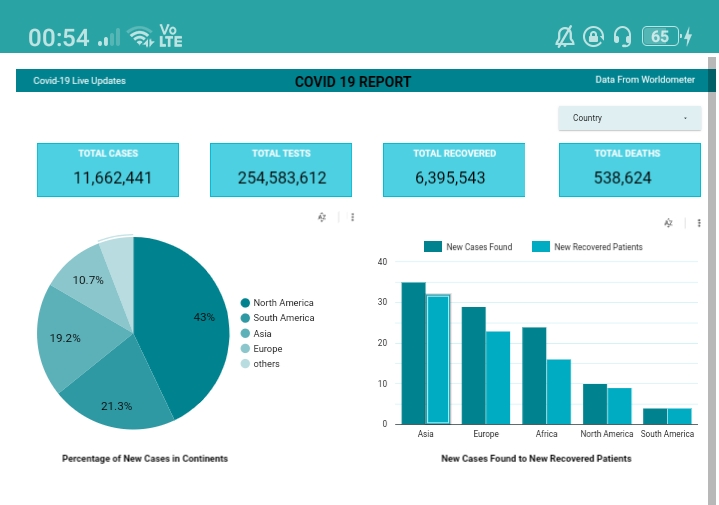 00:54
Vo
LTE
65
Covid-19 Live Updates
COVID 19 REPORT
Data From Worldometer
Country
TOTAL CASES
11,662,441
TOTAL TESTS
254,583,612
TOTAL RECOVERED
6,395,543
TOTAL DEATHS
538,624
43%
21.3%
19.2%
10.7%
North America
South America
Asia
Europe
others
Percentage of New Cases in Continents
New Cases Found
New Recovered Patients
40
30
20
10
0
Asia
Europe
Africa
North America
South America
New Cases Found to New Recovered Patients